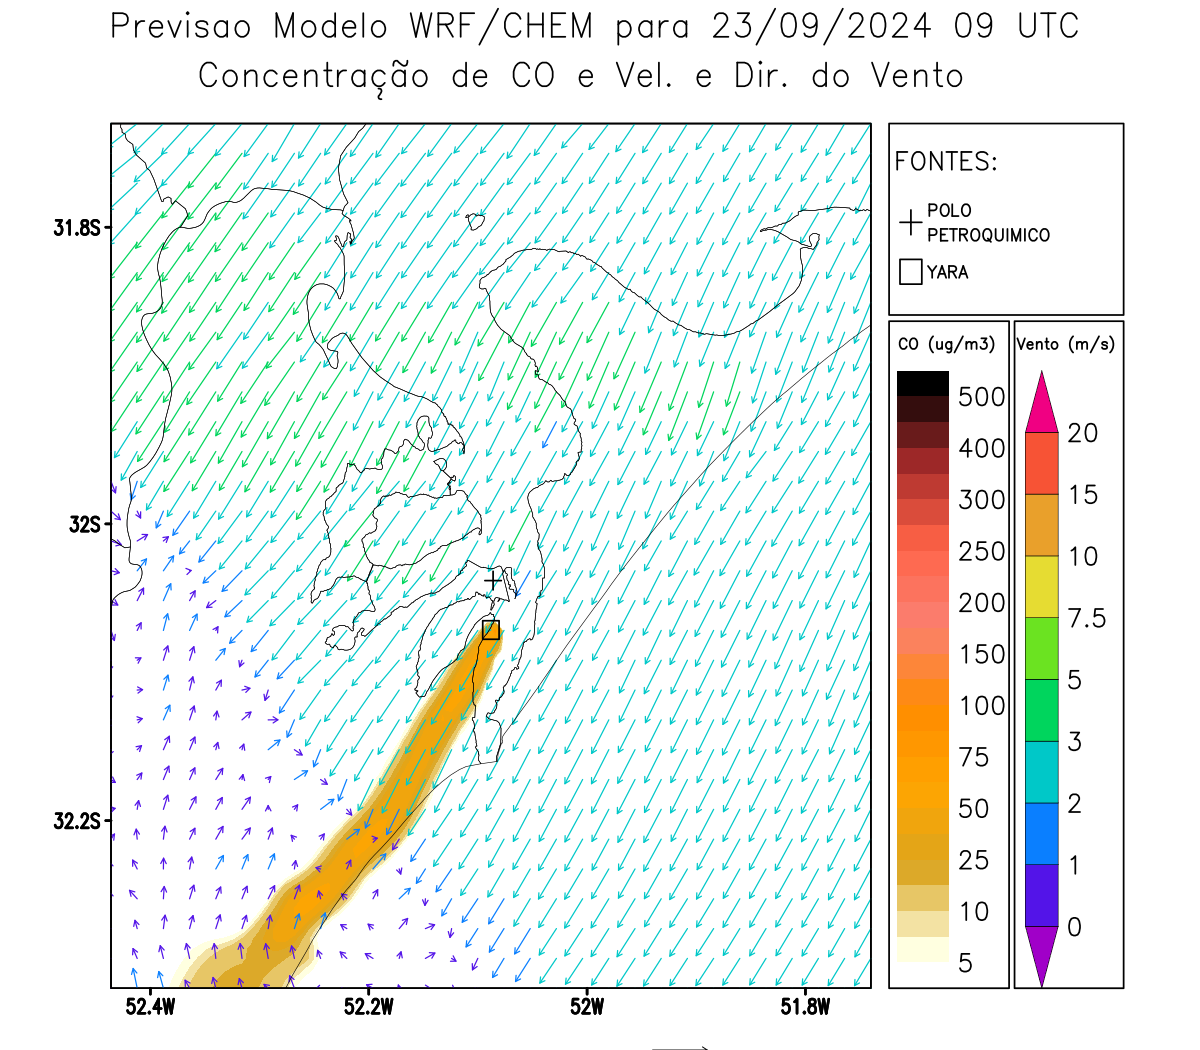 Previsao Modelo WRF/CHEM para 23/09/2024 09 UTC
Concentração de CO e Vel. e Dir. do Vento
FONTES:
POLO
PETROQUIMICO
YARA
CO (ug/m3)
500
400
300
250
200
150
100
75
50
25
10
5
Vento (m/s)
20
15
10
7.5
5
3
2
1
0
31.8S
32S
32.2S
52.4W
52.2W
52W
51.8W